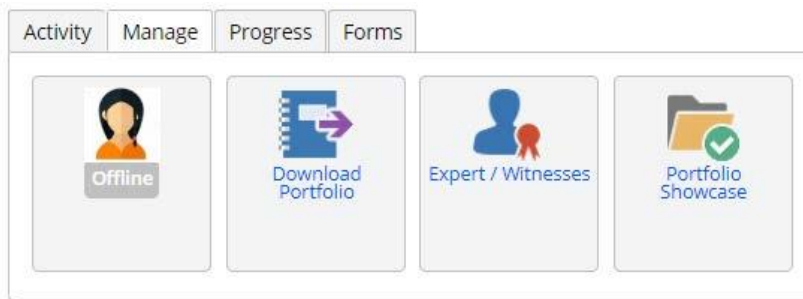 Activity
Manage
Progress
Forms
Offline
Download
Portfolio
Expert / Witnesses
Portfolio
Showcase